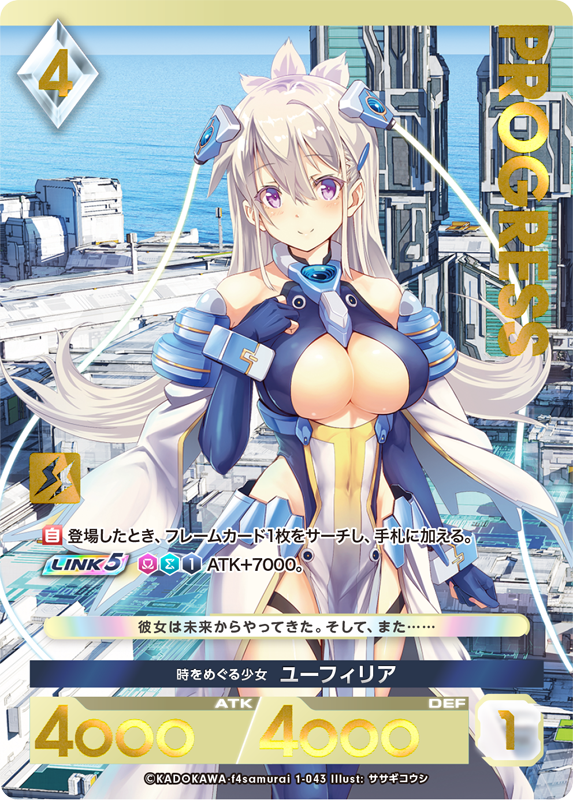 4
PROGRESS
自 登場したとき、フレームカード1枚をサーチし、手札に加える。
LINK5 Ω Σ 1 ATK+7000。
彼女は未来からやってきた。そして、また……
時をめぐる少女 ユーフィリア
ATK DEF
4000 4000 1
©KADOKAWA-f4samurai 1-043 Illust: ササギコウシ